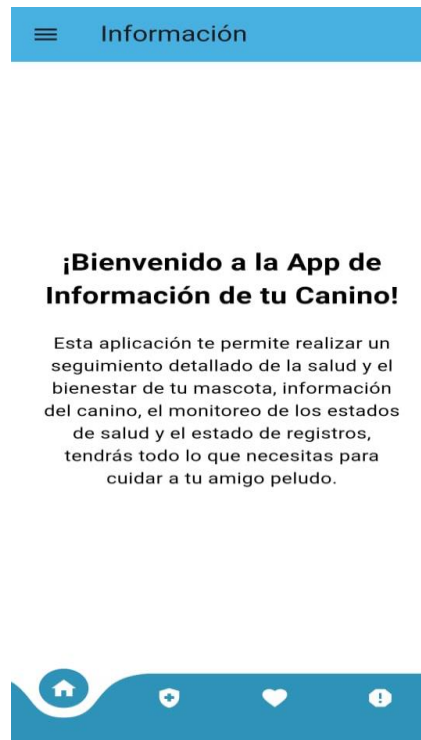 Información
¡Bienvenido a la App de
Información de tu Canino!
Esta aplicación te permite realizar un
seguimiento detallado de la salud y el
bienestar de tu mascota, información
del canino, el monitoreo de los estados
de salud y el estado de registros,
tendrás todo lo que necesitas para
cuidar a tu amigo peludo.